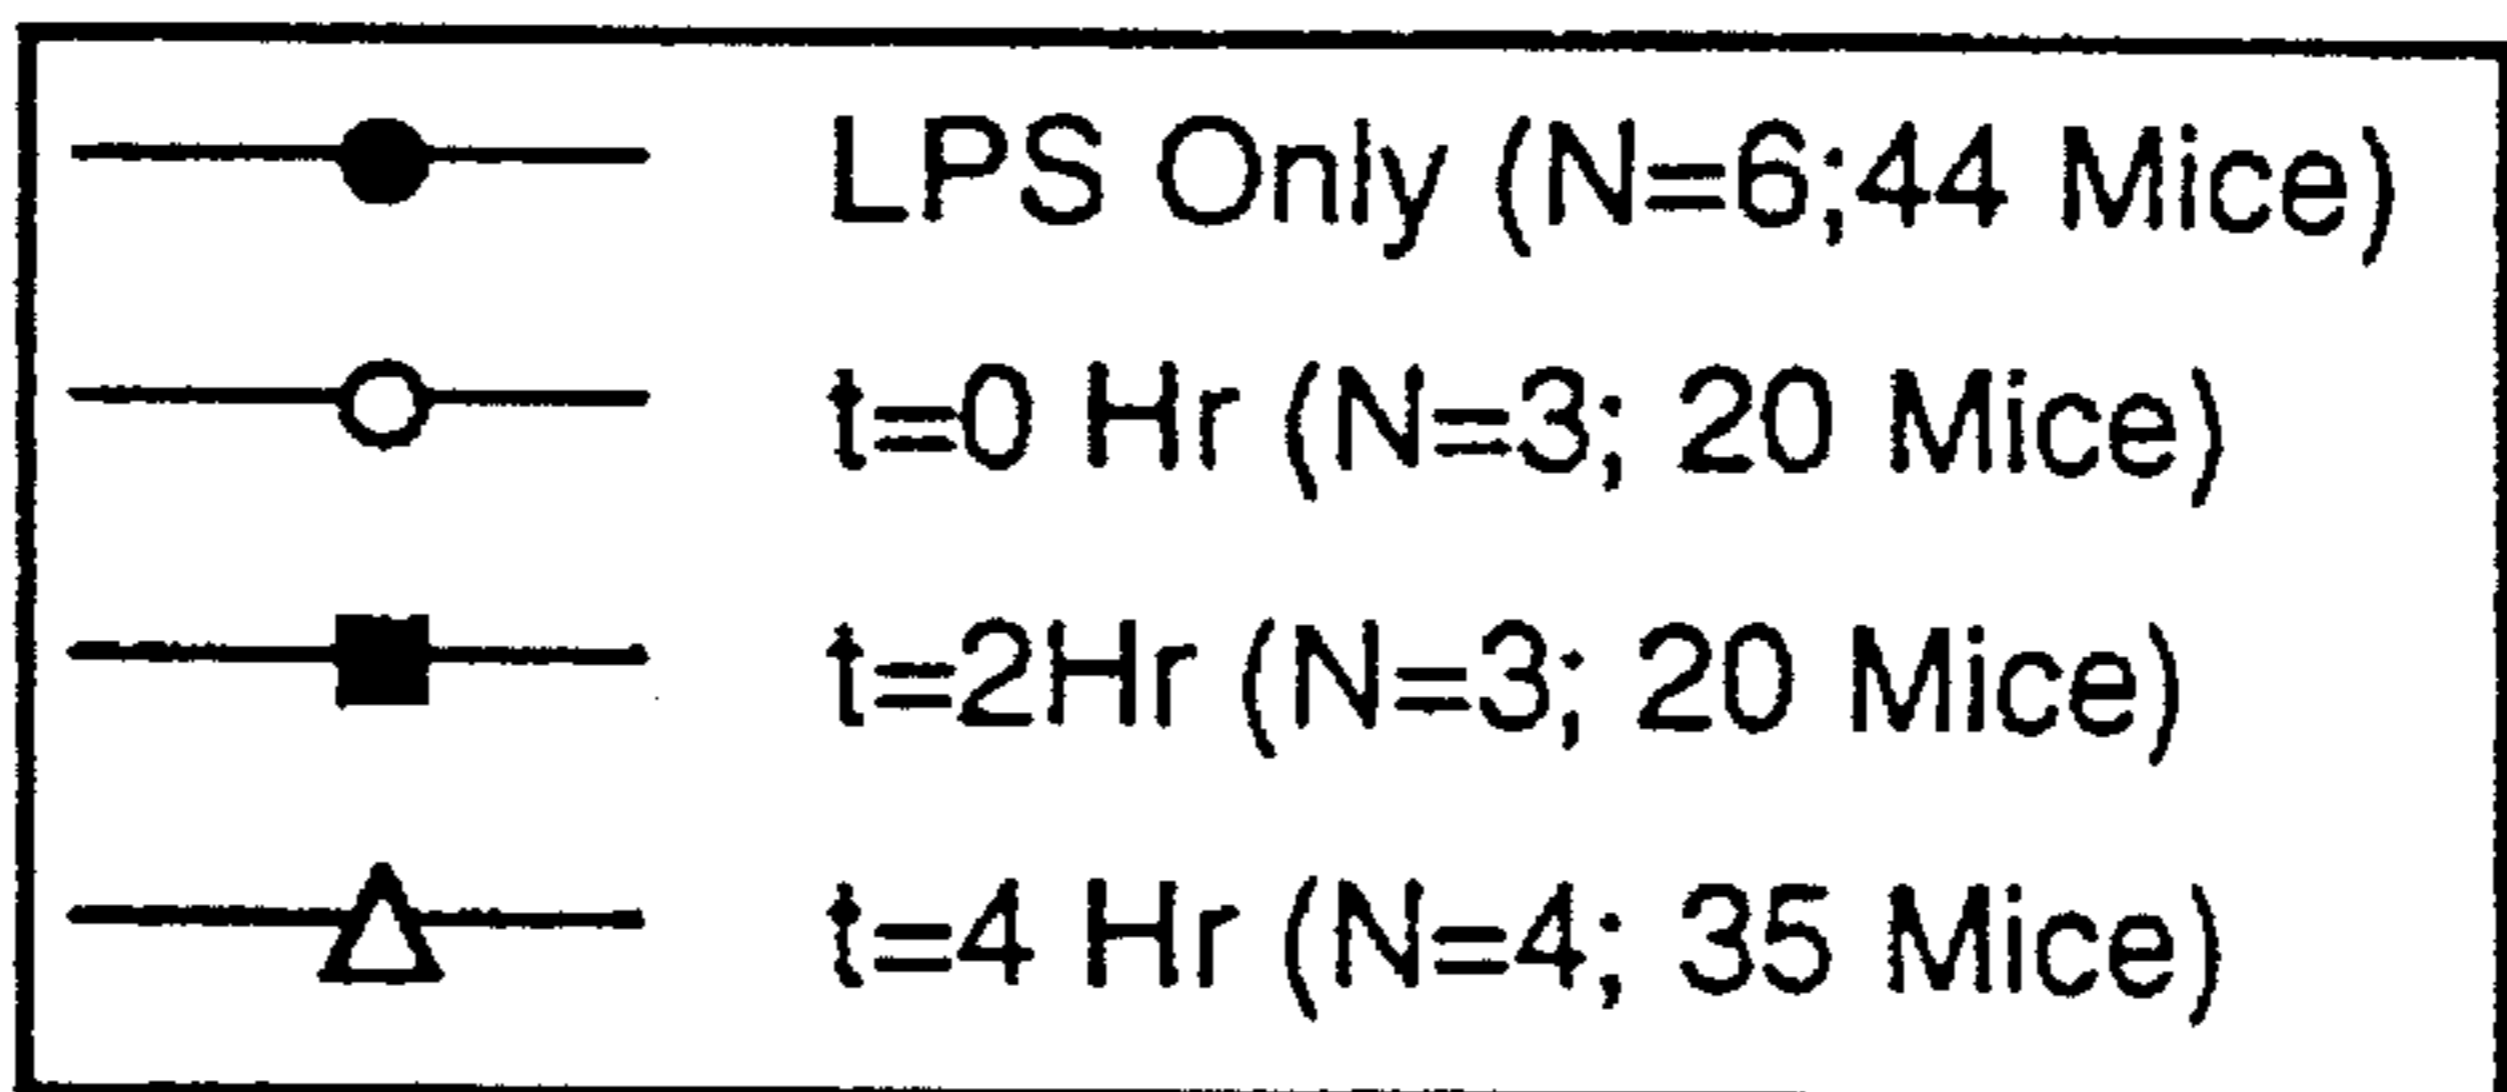 LPS Only (N=6;44 Mice)
t=0 Hr (N=3; 20 Mice)
t=2Hr (N=3; 20 Mice)
t=4 Hr (N=4; 35 Mice)